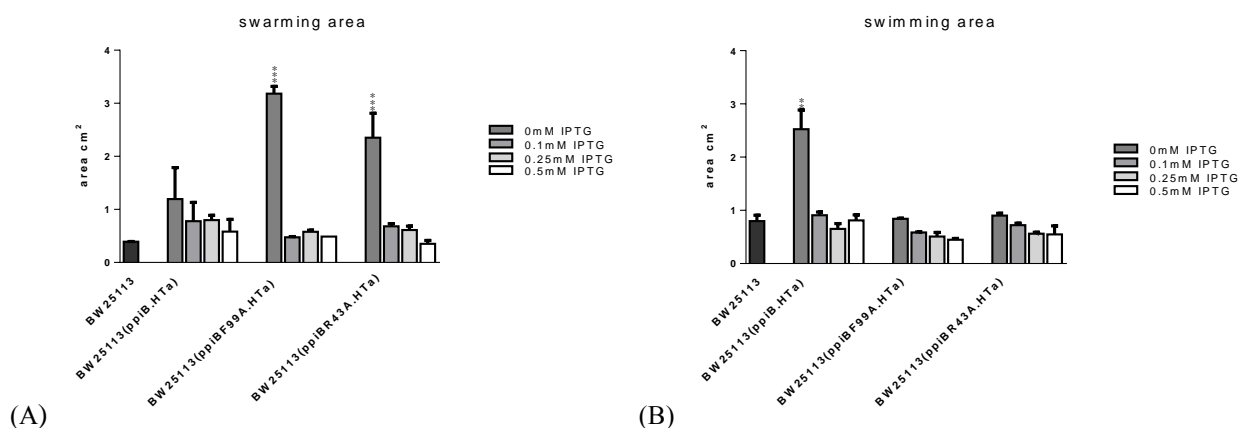 swarming area
4
3
2
1
0
area cm²
***
***
BW25113
BW25113(ppiB.HTa)
BW25113(ppiBF99A.HTa)
BW25113(ppiBR43A.HTa)
0mM IPTG
0.1mM IPTG
0.25mM IPTG
0.5mM IPTG
(A)
swimming area
4
3
2
1
0
area cm²
**
BW25113
BW25113(ppiB.HTa)
BW25113(ppiBF99A.HTa)
BW25113(ppiBR43A.HTa)
0mM IPTG
0.1mM IPTG
0.25mM IPTG
0.5mM IPTG
(B)